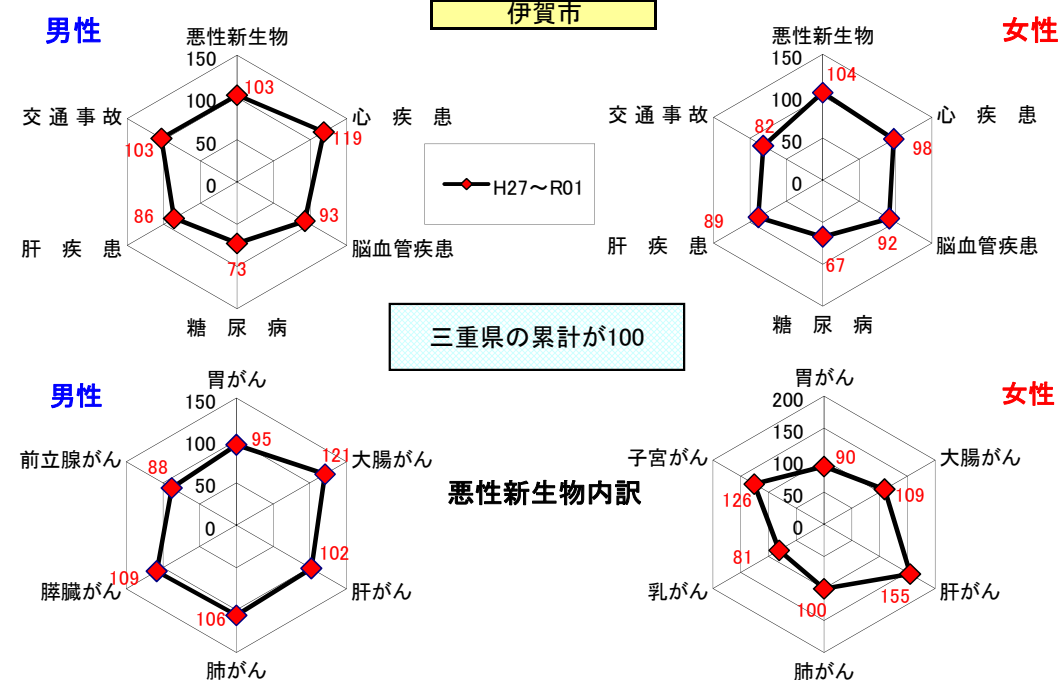 伊賀市
男性
悪性新生物
150
100
50
0
103
心 疾 患
119
93
脳血管疾患
73
糖 尿 病
86
肝 疾 患
103
交 通 事 故
H27～R01
女性
悪性新生物
150
100
50
0
104
心 疾 患
98
92
脳血管疾患
67
糖 尿 病
89
肝 疾 患
82
交 通 事 故
三重県の累計が100
男性
胃がん
150
100
50
0
95
121
大腸がん
102
肝がん
106
肺がん
109
膵臓がん
88
前立腺がん
悪性新生物内訳
女性
胃がん
200
150
100
50
0
90
大腸がん
109
155
肝がん
100
肺がん
81
乳がん
126
子宮がん